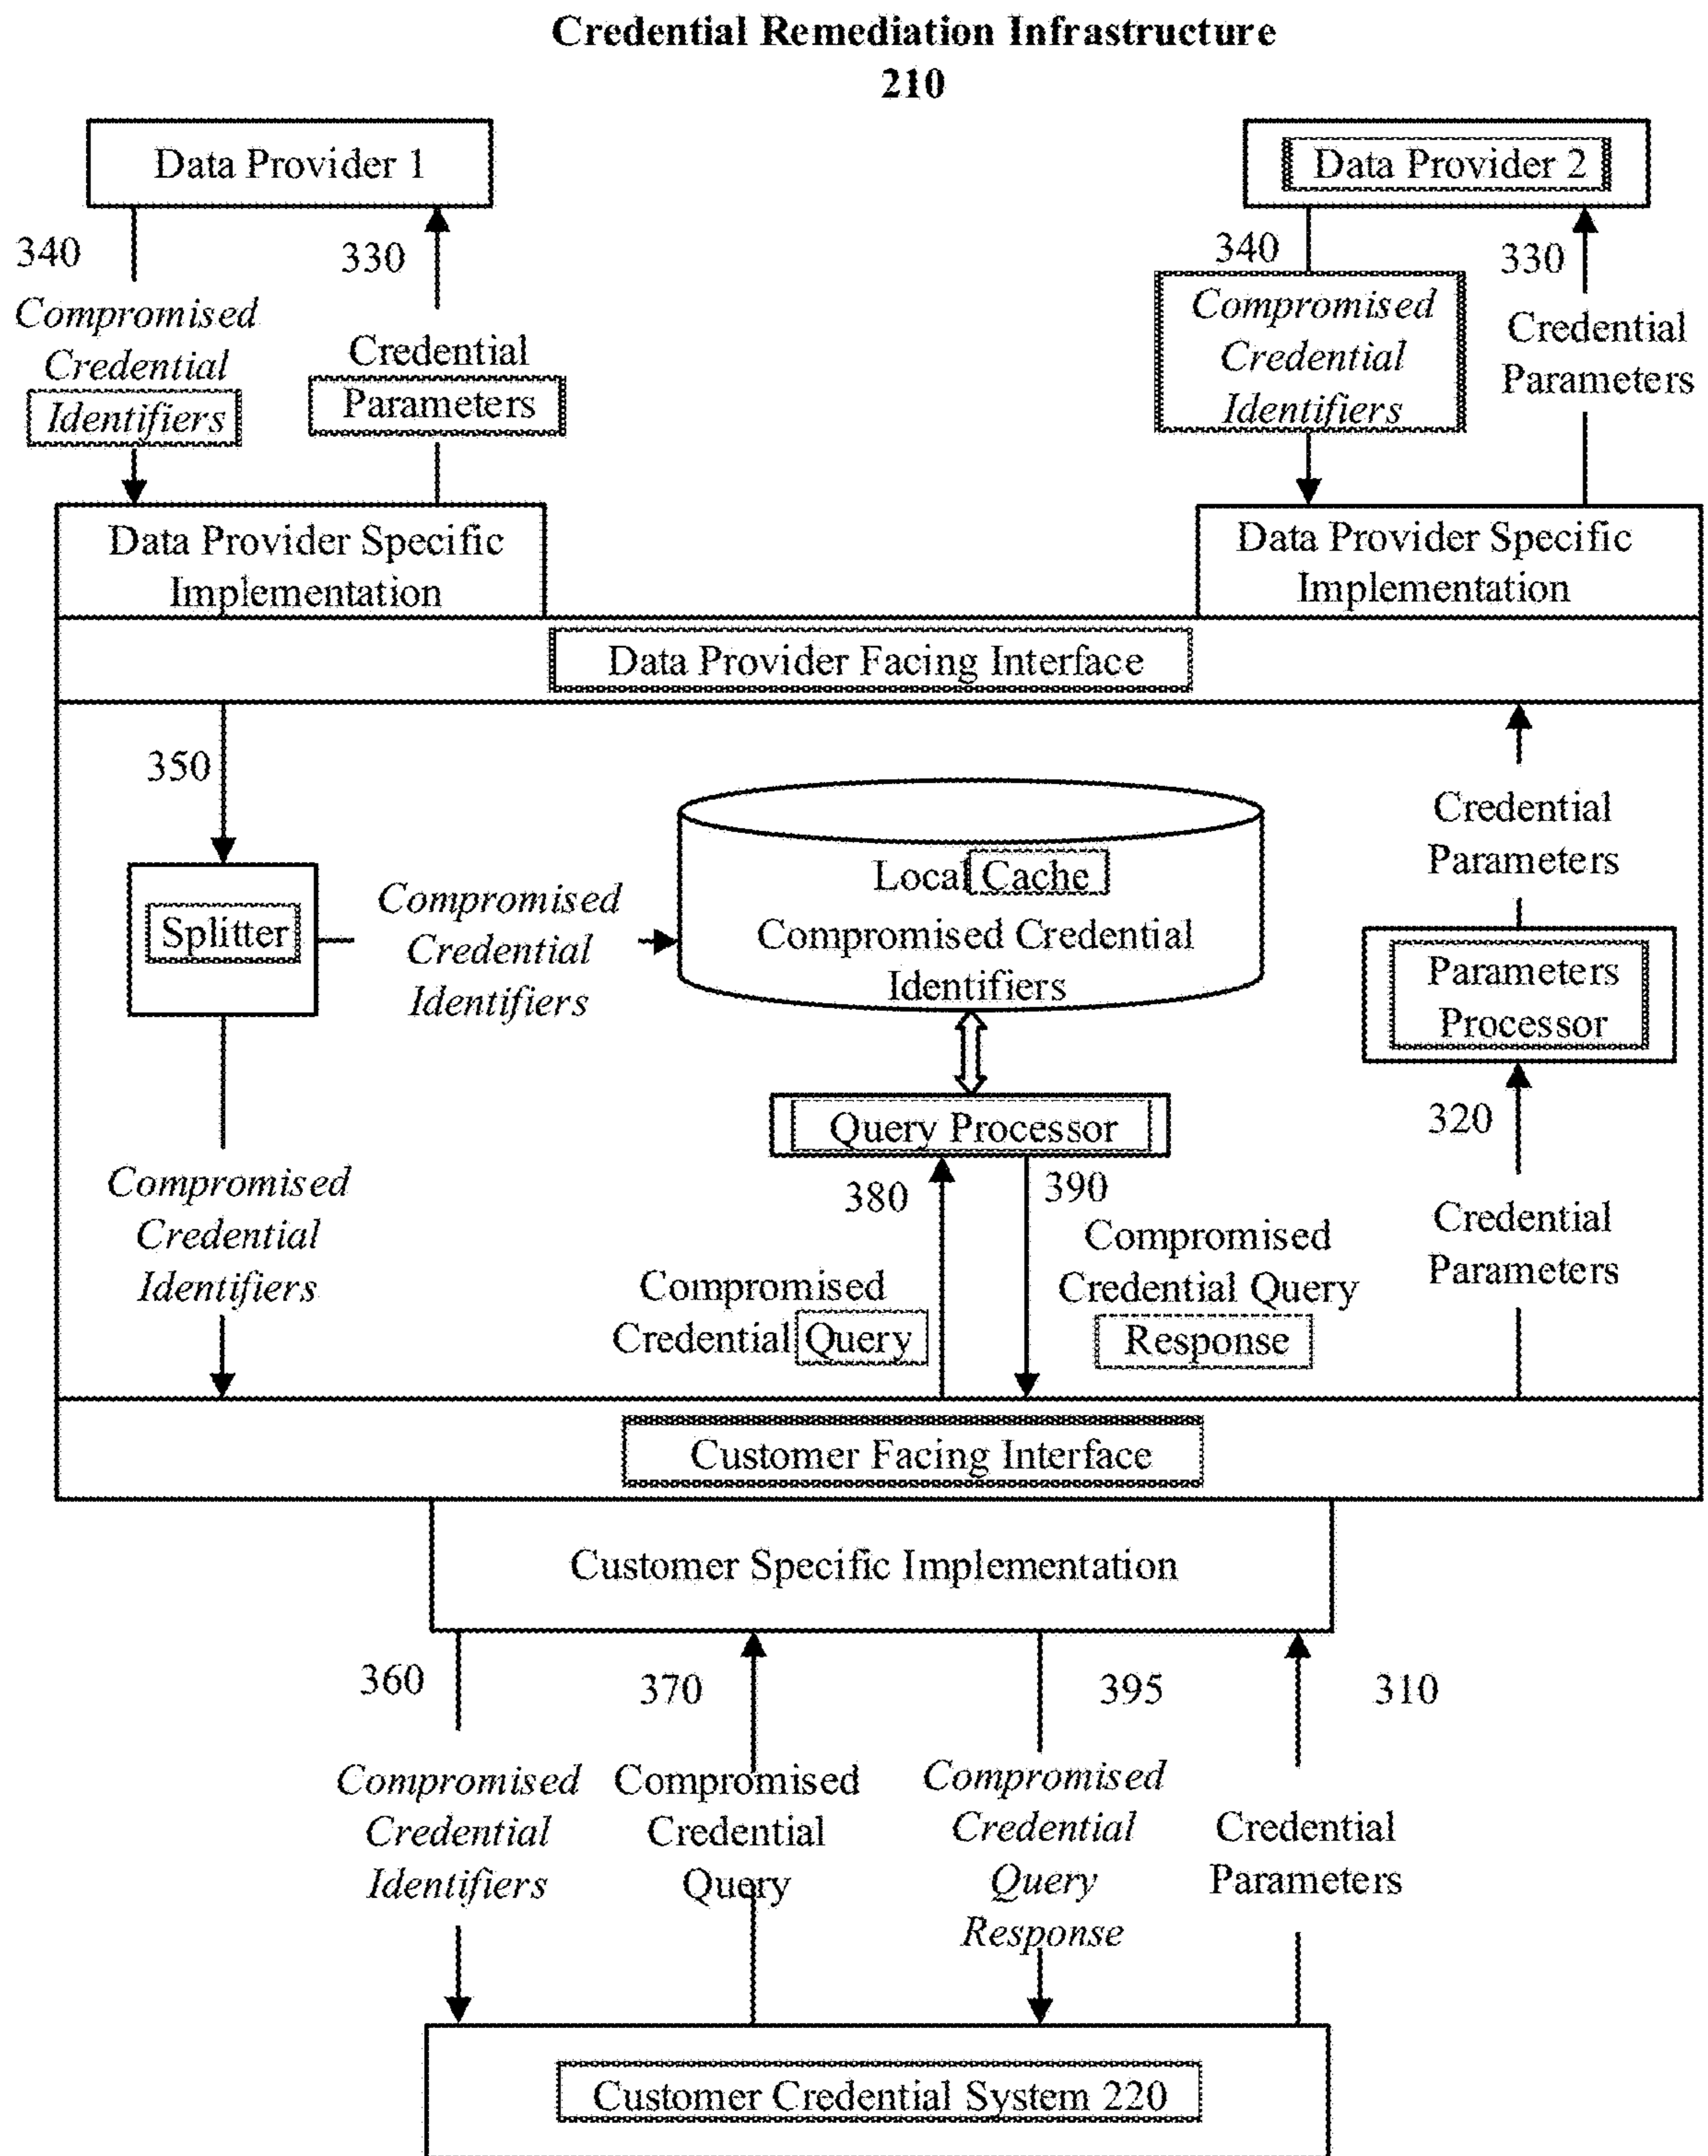 Credential Remediation Infrastructure
210
Data Provider 1
Data Provider 2
340
330
340
330
Compromised
Credential
Identifiers
Credential
Parameters
Compromised
Credential
Identifiers
Credential
Parameters
Data Provider Specific
Implementation
Data Provider Specific
Implementation
Data Provider Facing Interface
350
Splitter
Compromised
Credential
Identifiers
Local Cache
Compromised Credential
Identifiers
Credential
Parameters
Parameters
Processor
Query Processor
320
380
390
Compromised
Credential
Identifiers
Compromised
Credential Query
Compromised
Credential Query
Response
Credential
Parameters
Customer Facing Interface
Customer Specific Implementation
360
370
395
310
Compromised
Credential
Identifiers
Compromised
Credential
Query
Compromised
Credential
Query
Response
Credential
Parameters
Customer Credential System 220